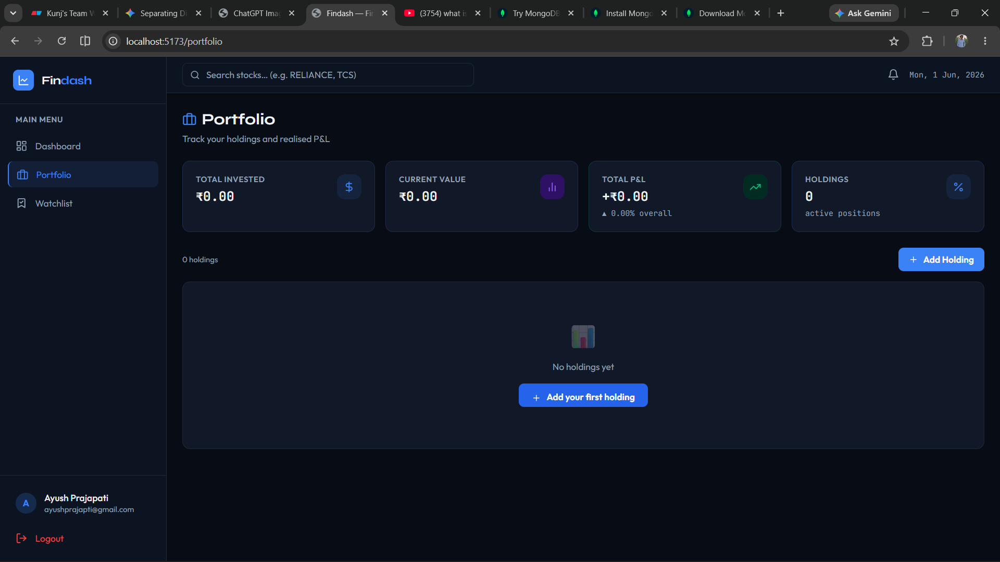 Kunj's Team W
Separating Di
ChatGPT Imag
Findash — Fin
(3754) what is
Try MongoDB
Install Mongo
Download Mo
Ask Gemini
localhost:5173/portfolio
Findash
Search stocks... (e.g. RELIANCE, TCS)
Mon, 1 Jun, 2026
MAIN MENU
Dashboard
Portfolio
Watchlist
Portfolio
Track your holdings and realised P&L
TOTAL INVESTED
₹0.00
CURRENT VALUE
₹0.00
TOTAL P&L
+₹0.00
▲ 0.00% overall
HOLDINGS
0
active positions
0 holdings
+ Add Holding
No holdings yet
+ Add your first holding
A
Ayush Prajapati
ayushprajapti@gmail.com
Logout